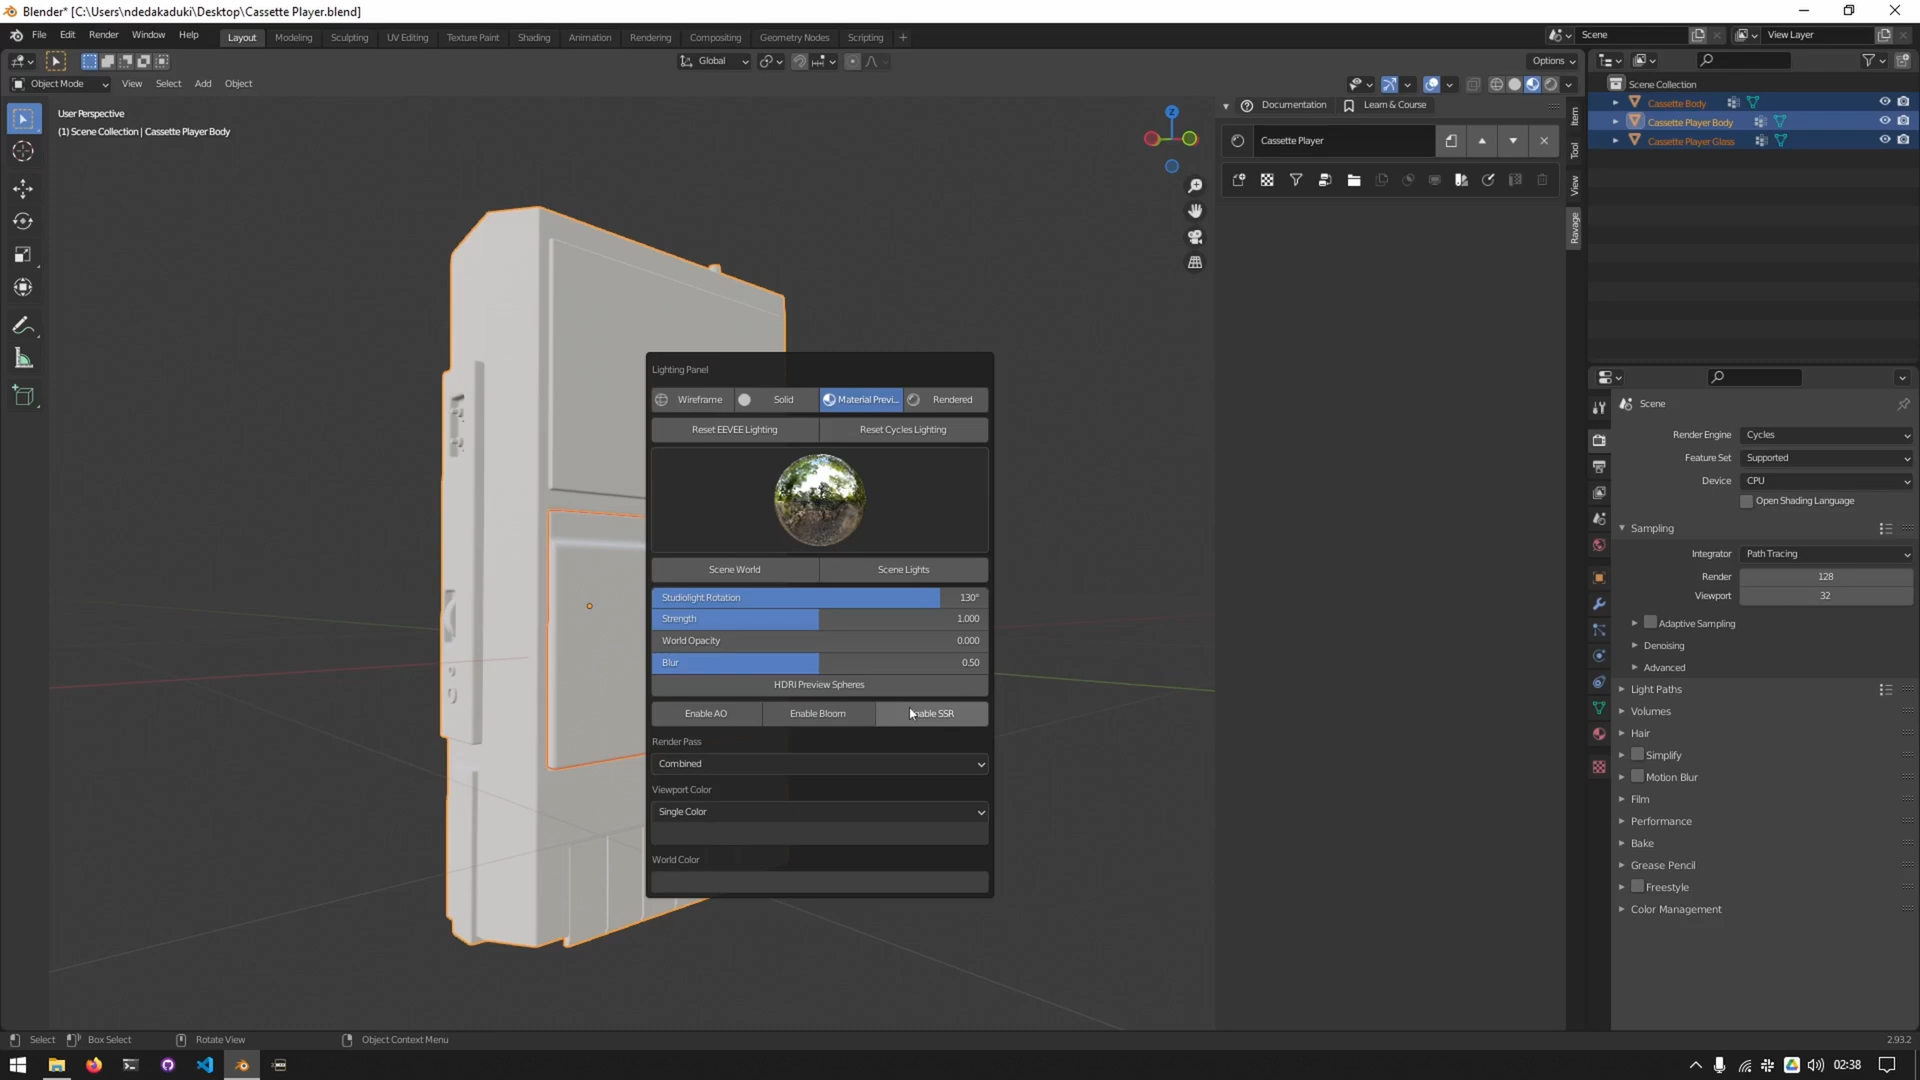 Blender* [C:\Users\ndedakaduki\Desktop\Cassette Player.blend]
File Edit Render Window Help
Layout Modeling Sculpting UV Editing Texture Paint Shading Animation Rendering Compositing Geometry Nodes Scripting
Scene
View Layer
Global
Options
Object Mode View Select Add Object
User Perspective
(1) Scene Collection | Cassette Player Body
Z
Documentation Learn & Course
Cassette Player
Item
Tool
View
Ravage
Scene Collection
Cassette Body
Cassette Player Body
Cassette Player Glass
Lighting Panel
Wireframe Solid Material Previ... Rendered
Reset EEVEE Lighting Reset Cycles Lighting
Scene World Scene Lights
Studiolight Rotation 130°
Strength 1.000
World Opacity 0.000
Blur 0.50
HDRI Preview Spheres
Enable AO Enable Bloom Enable SSR
Render Pass
Combined
Viewport Color
Single Color
World Color
Scene
Render Engine Cycles
Feature Set Supported
Device CPU
Open Shading Language
Sampling
Integrator Path Tracing
Render 128
Viewport 32
Adaptive Sampling
Denoising
Advanced
Light Paths
Volumes
Hair
Simplify
Motion Blur
Film
Performance
Bake
Grease Pencil
Freestyle
Color Management
Select Box Select Rotate View Object Context Menu
2.93.2
02:38